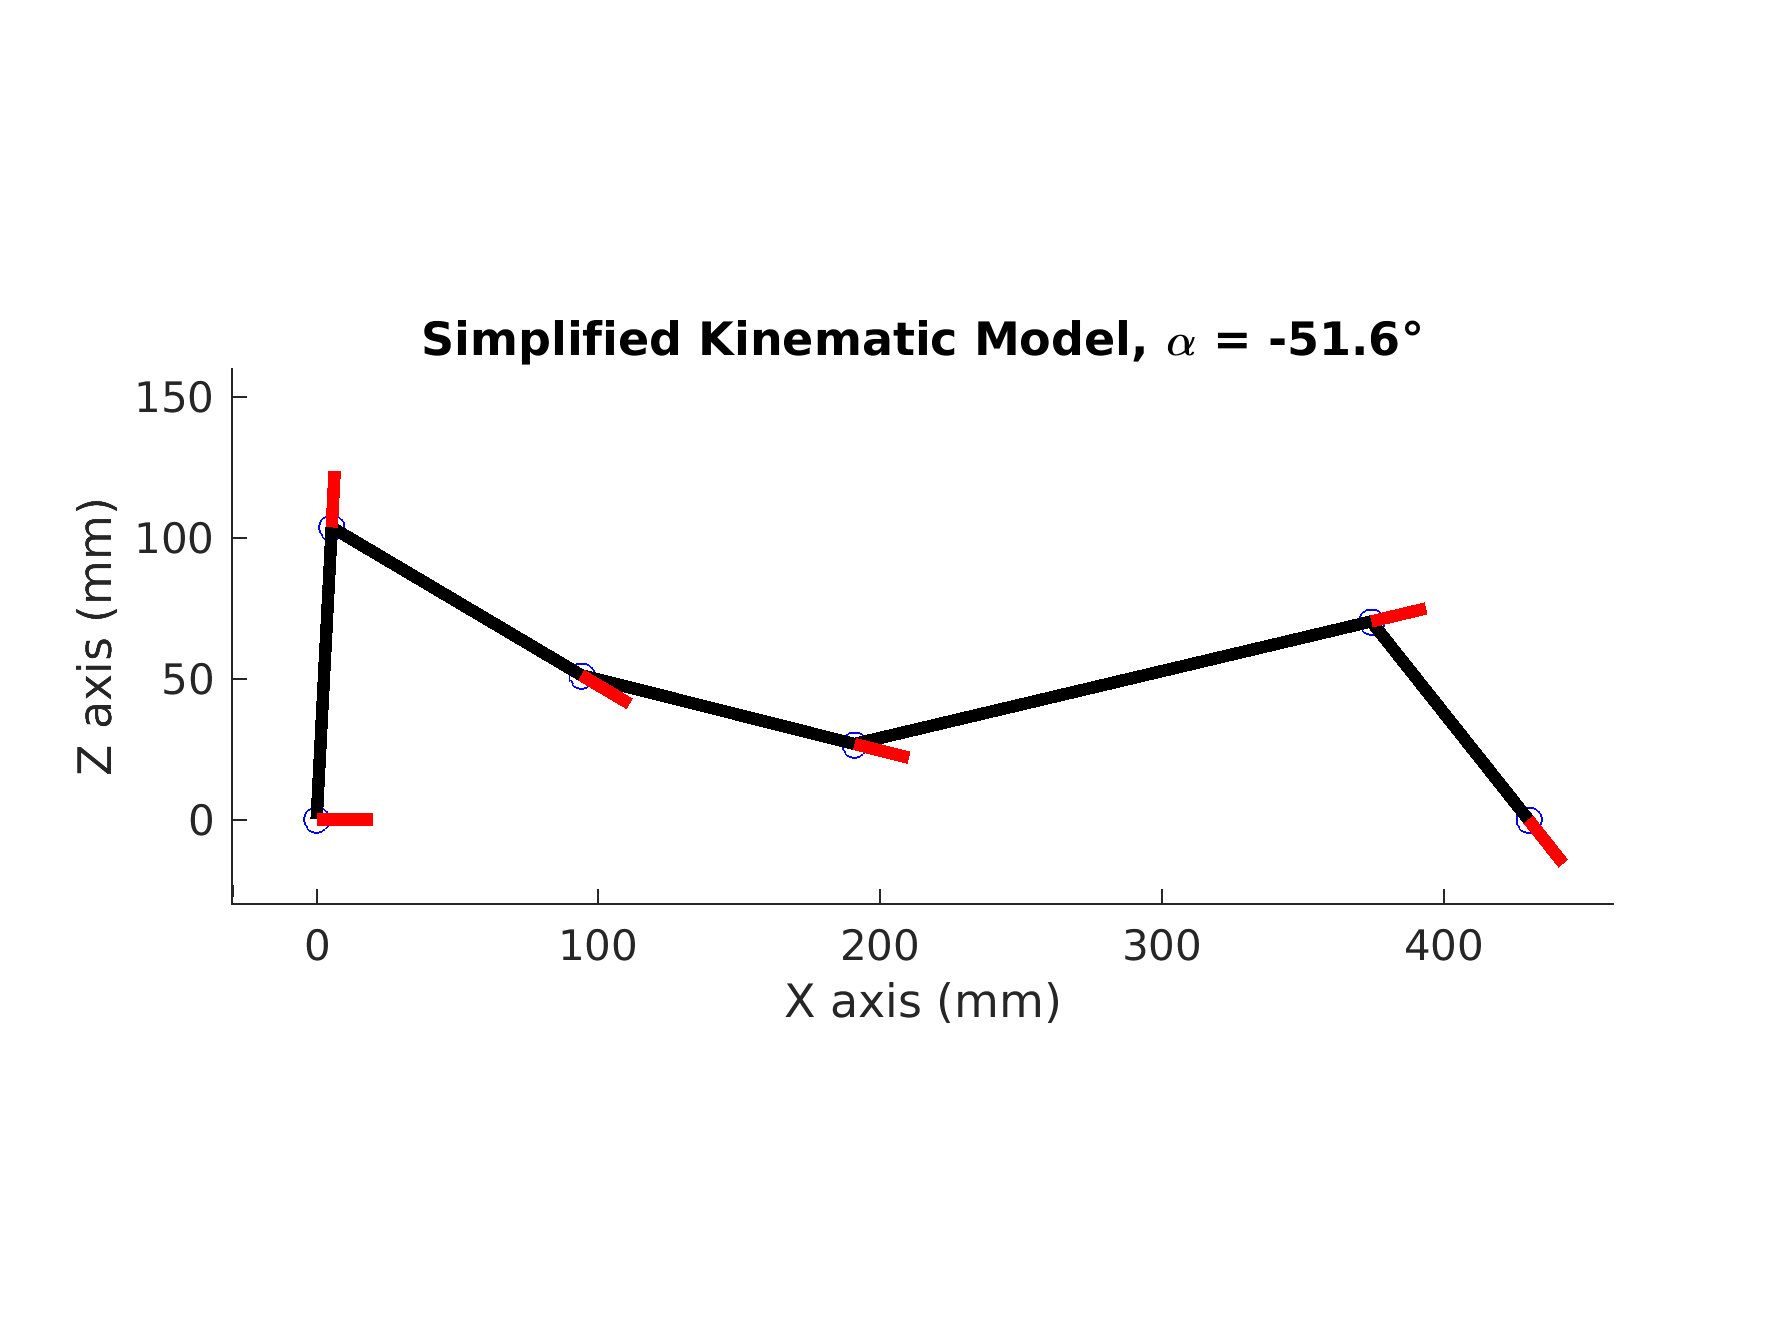 Simplified Kinematic Model, α = -51.6°
150
100
50
0
Z axis (mm)
0 100 200 300 400
X axis (mm)